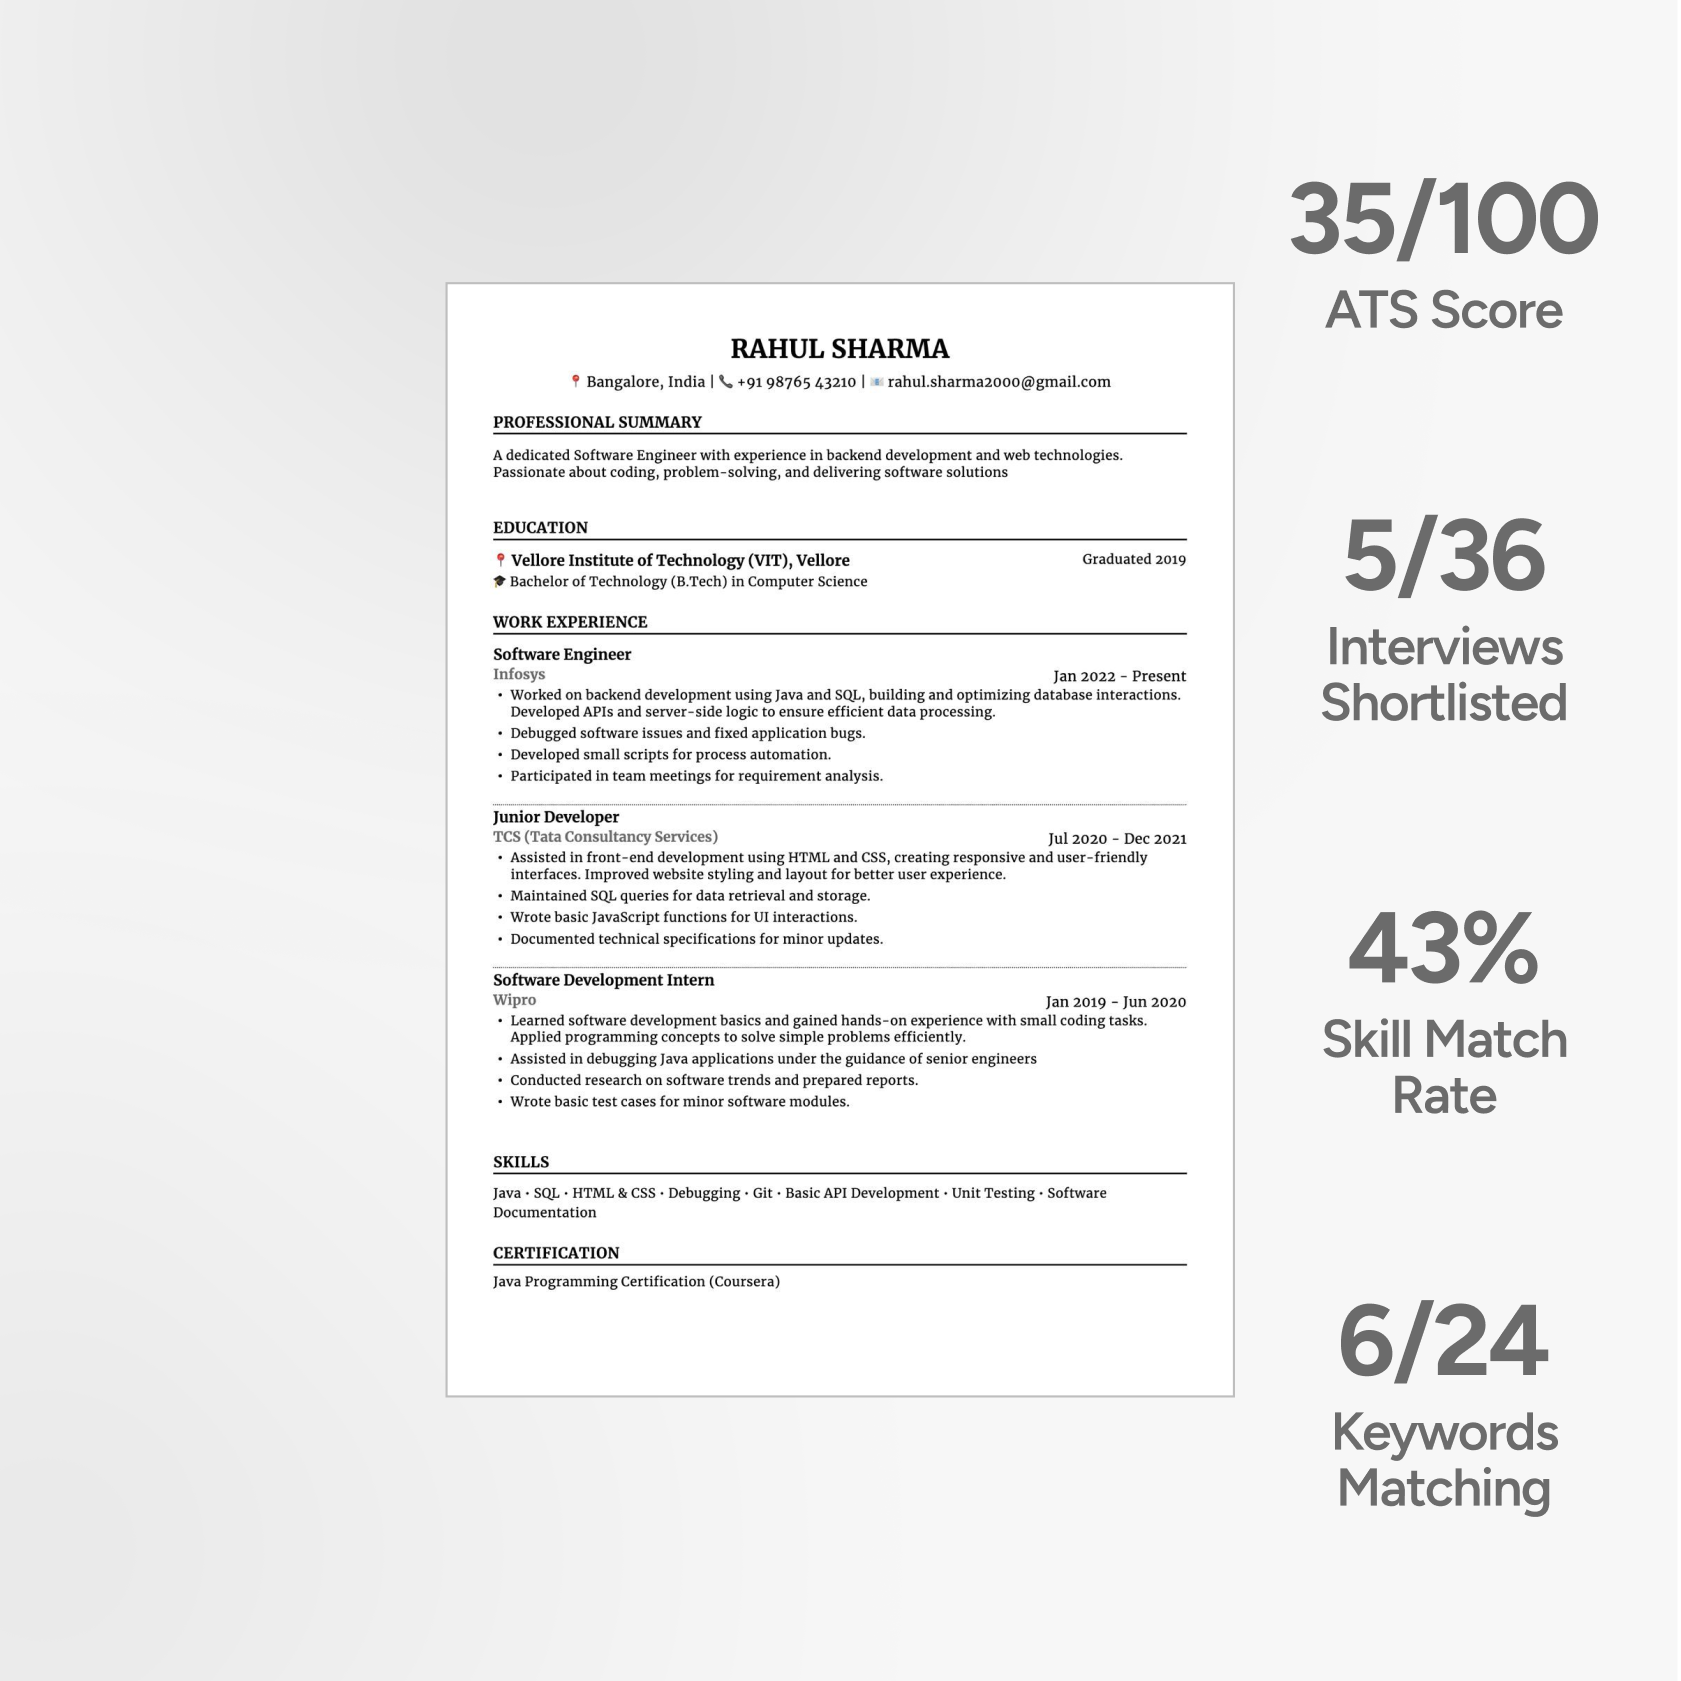 RAHUL SHARMA
📍 Bangalore, India | 📞 +91 98765 43210 | 📧 rahul.sharma2000@gmail.com
PROFESSIONAL SUMMARY
A dedicated Software Engineer with experience in backend development and web technologies.
Passionate about coding, problem-solving, and delivering software solutions
EDUCATION
📍 Vellore Institute of Technology (VIT), Vellore Graduated 2019
🎓 Bachelor of Technology (B.Tech) in Computer Science
WORK EXPERIENCE
Software Engineer
Infosys Jan 2022 - Present
• Worked on backend development using Java and SQL, building and optimizing database interactions.
Developed APIs and server-side logic to ensure efficient data processing.
• Debugged software issues and fixed application bugs.
• Developed small scripts for process automation.
• Participated in team meetings for requirement analysis.
Junior Developer
TCS (Tata Consultancy Services) Jul 2020 - Dec 2021
• Assisted in front-end development using HTML and CSS, creating responsive and user-friendly
interfaces. Improved website styling and layout for better user experience.
• Maintained SQL queries for data retrieval and storage.
• Wrote basic JavaScript functions for UI interactions.
• Documented technical specifications for minor updates.
Software Development Intern
Wipro Jan 2019 - Jun 2020
• Learned software development basics and gained hands-on experience with small coding tasks.
Applied programming concepts to solve simple problems efficiently.
• Assisted in debugging Java applications under the guidance of senior engineers
• Conducted research on software trends and prepared reports.
• Wrote basic test cases for minor software modules.
SKILLS
Java • SQL • HTML & CSS • Debugging • Git • Basic API Development • Unit Testing • Software
Documentation
CERTIFICATION
Java Programming Certification (Coursera)
35/100
ATS Score
5/36
Interviews
Shortlisted
43%
Skill Match
Rate
6/24
Keywords
Matching